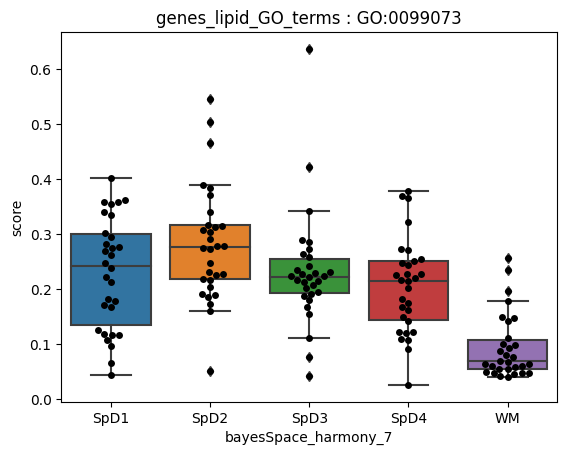 genes_lipid_GO_terms : GO:0099073
0.6
0.5
0.4
0.3
0.2
0.1
0.0
score
SpD1 SpD2 SpD3 SpD4 WM
bayesSpace_harmony_7